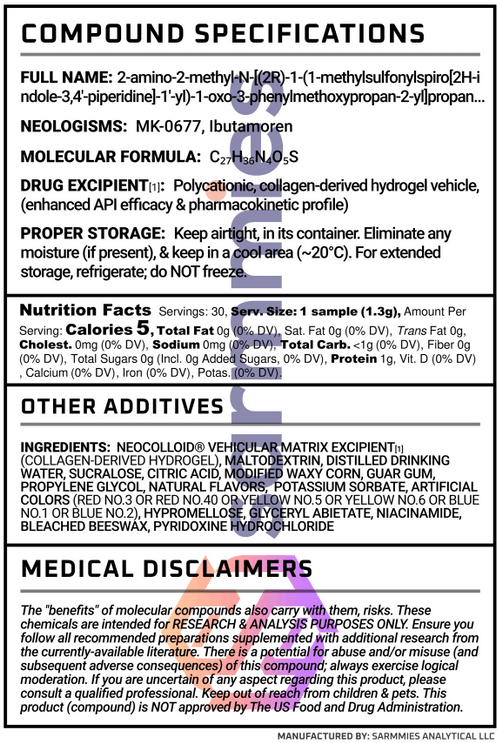 COMPOUND SPECIFICATIONS
FULL NAME: 2-amino-2-methyl-N-[(2R)-1-(1-methylsulfonylspiro[2H-i
ndole-3,4'-piperidine]-1'-yl)-1-oxo-3-phenylmethoxypropan-2-yl]propan...
NEOLOGISMS: MK-0677, Ibutamoren
MOLECULAR FORMULA: C₂₇H₃₆N₄O₅S
DRUG EXCIPIENT[1]: Polycationic, collagen-derived hydrogel vehicle,
(enhanced API efficacy & pharmacokinetic profile)
PROPER STORAGE: Keep airtight, in its container. Eliminate any
moisture (if present), & keep in a cool area (~20°C). For extended
storage, refrigerate; do NOT freeze.
Nutrition Facts Servings: 30, Serv. Size: 1 sample (1.3g), Amount Per
Serving: Calories 5, Total Fat 0g (0% DV), Sat. Fat 0g (0% DV), Trans Fat 0g,
Cholest. 0mg (0% DV), Sodium 0mg (0% DV), Total Carb. <1g (0% DV), Fiber 0g
(0% DV), Total Sugars 0g (Incl. 0g Added Sugars, 0% DV), Protein 1g, Vit. D (0% DV)
, Calcium (0% DV), Iron (0% DV), Potas. (0% DV).
OTHER ADDITIVES
INGREDIENTS: NEOCOLLOID® VEHICULAR MATRIX EXCIPIENT[1]
(COLLAGEN-DERIVED HYDROGEL), MALTODEXTRIN, DISTILLED DRINKING
WATER, SUCRALOSE, CITRIC ACID, MODIFIED WAXY CORN, GUAR GUM,
PROPYLENE GLYCOL, NATURAL FLAVORS, POTASSIUM SORBATE, ARTIFICIAL
COLORS (RED NO.3 OR RED NO.40 OR YELLOW NO.5 OR YELLOW NO.6 OR BLUE
NO.1 OR BLUE NO.2), HYPROMELLOSE, GLYCERYL ABIETATE, NIACINAMIDE,
BLEACHED BEESWAX, PYRIDOXINE HYDROCHLORIDE
MEDICAL DISCLAIMERS
The "benefits" of molecular compounds also carry with them, risks. These
chemicals are intended for RESEARCH & ANALYSIS PURPOSES ONLY. Ensure you
follow all recommended preparations supplemented with additional research from
the currently-available literature. There is a potential for abuse and/or misuse (and
subsequent adverse consequences) of this compound; always exercise logical
moderation. If you are uncertain of any aspect regarding this product, please
consult a qualified professional. Keep out of reach from children & pets. This
product (compound) is NOT approved by The US Food and Drug Administration.
MANUFACTURED BY: SARMMIES ANALYTICAL LLC
sarmmies